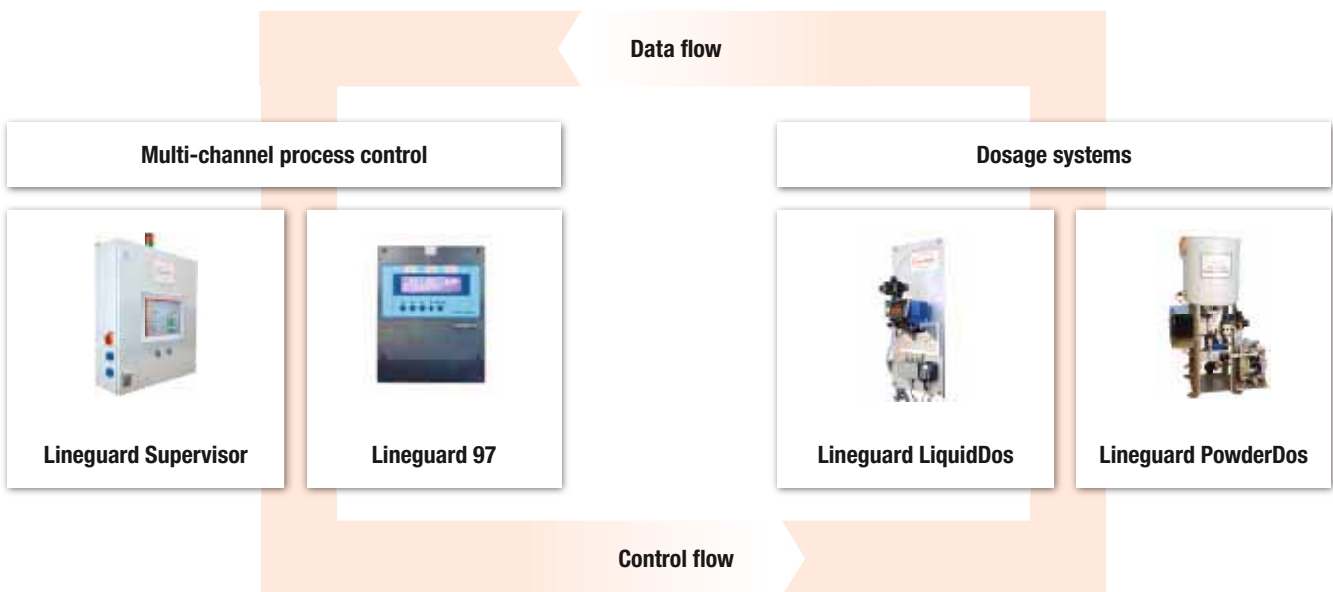 Data flow
Multi-channel process control
Dosage systems
Lineguard Supervisor
Lineguard 97
Lineguard LiquidDos
Lineguard PowderDos
Control flow